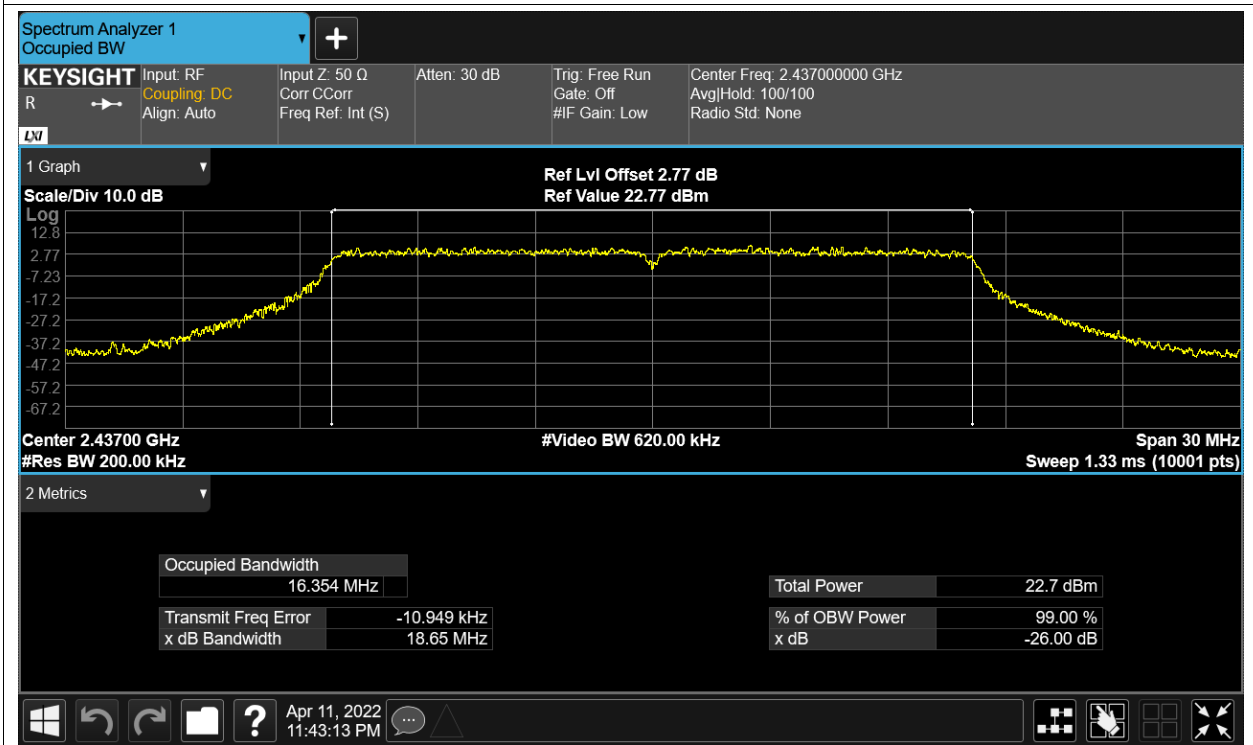 Spectrum Analyzer 1
Occupied BW
KEYSIGHT
R
LXI
Input: RF
Coupling: DC
Align: Auto
Input Z: 50 Ω
Corr CCorr
Freq Ref: Int (S)
Atten: 30 dB
Trig: Free Run
Gate: Off
#IF Gain: Low
Center Freq: 2.437000000 GHz
Avg|Hold: 100/100
Radio Std: None
1 Graph
Scale/Div 10.0 dB
Ref Lvl Offset 2.77 dB
Ref Value 22.77 dBm
Log
12.8
2.77
-7.23
-17.2
-27.2
-37.2
-47.2
-57.2
-67.2
Center 2.43700 GHz
#Video BW 620.00 kHz
Span 30 MHz
#Res BW 200.00 kHz
Sweep 1.33 ms (10001 pts)
2 Metrics
Occupied Bandwidth
16.354 MHz
Transmit Freq Error -10.949 kHz
x dB Bandwidth 18.65 MHz
Total Power 22.7 dBm
% of OBW Power 99.00 %
x dB -26.00 dB
Apr 11, 2022
11:43:13 PM